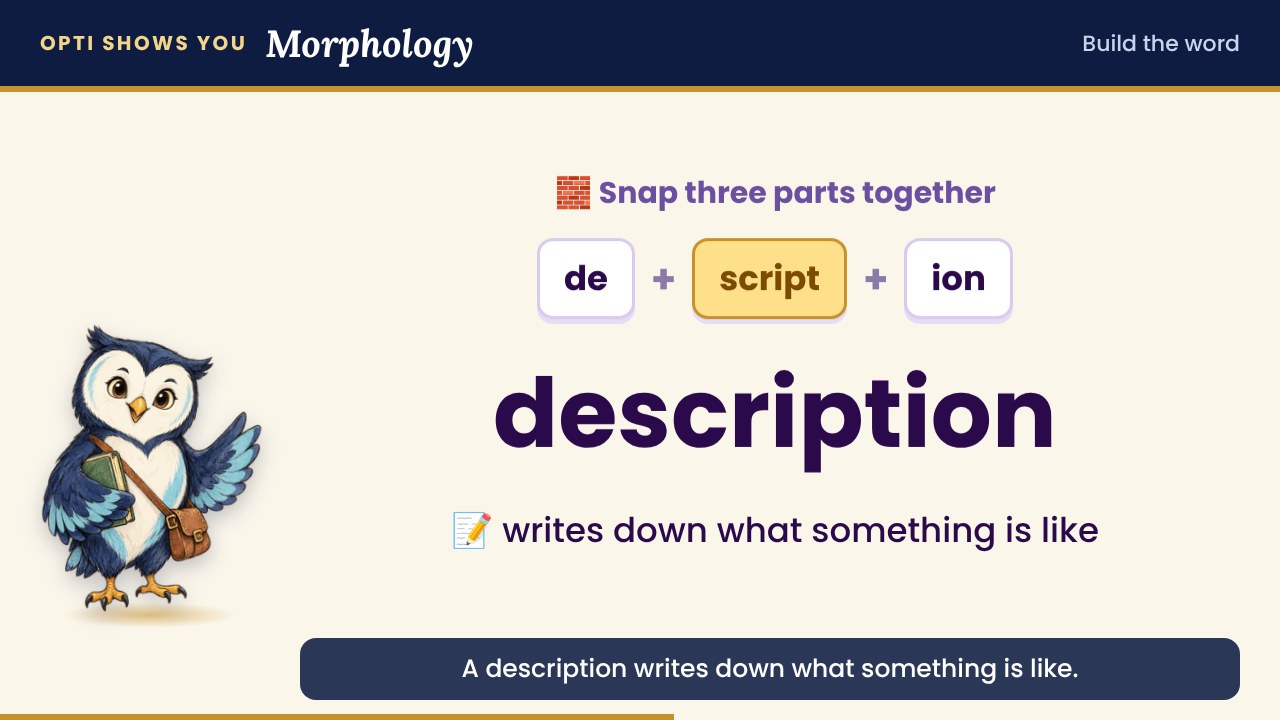 OPTI SHOWS YOU Morphology
Build the word
🧱 Snap three parts together
de + script + ion
description
📝 writes down what something is like
A description writes down what something is like.